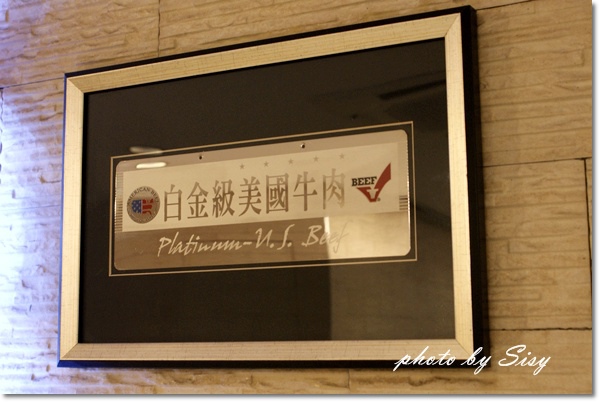 白金級美國牛肉
BEEF
Platinum-U.S. Beef
photo by Sisy